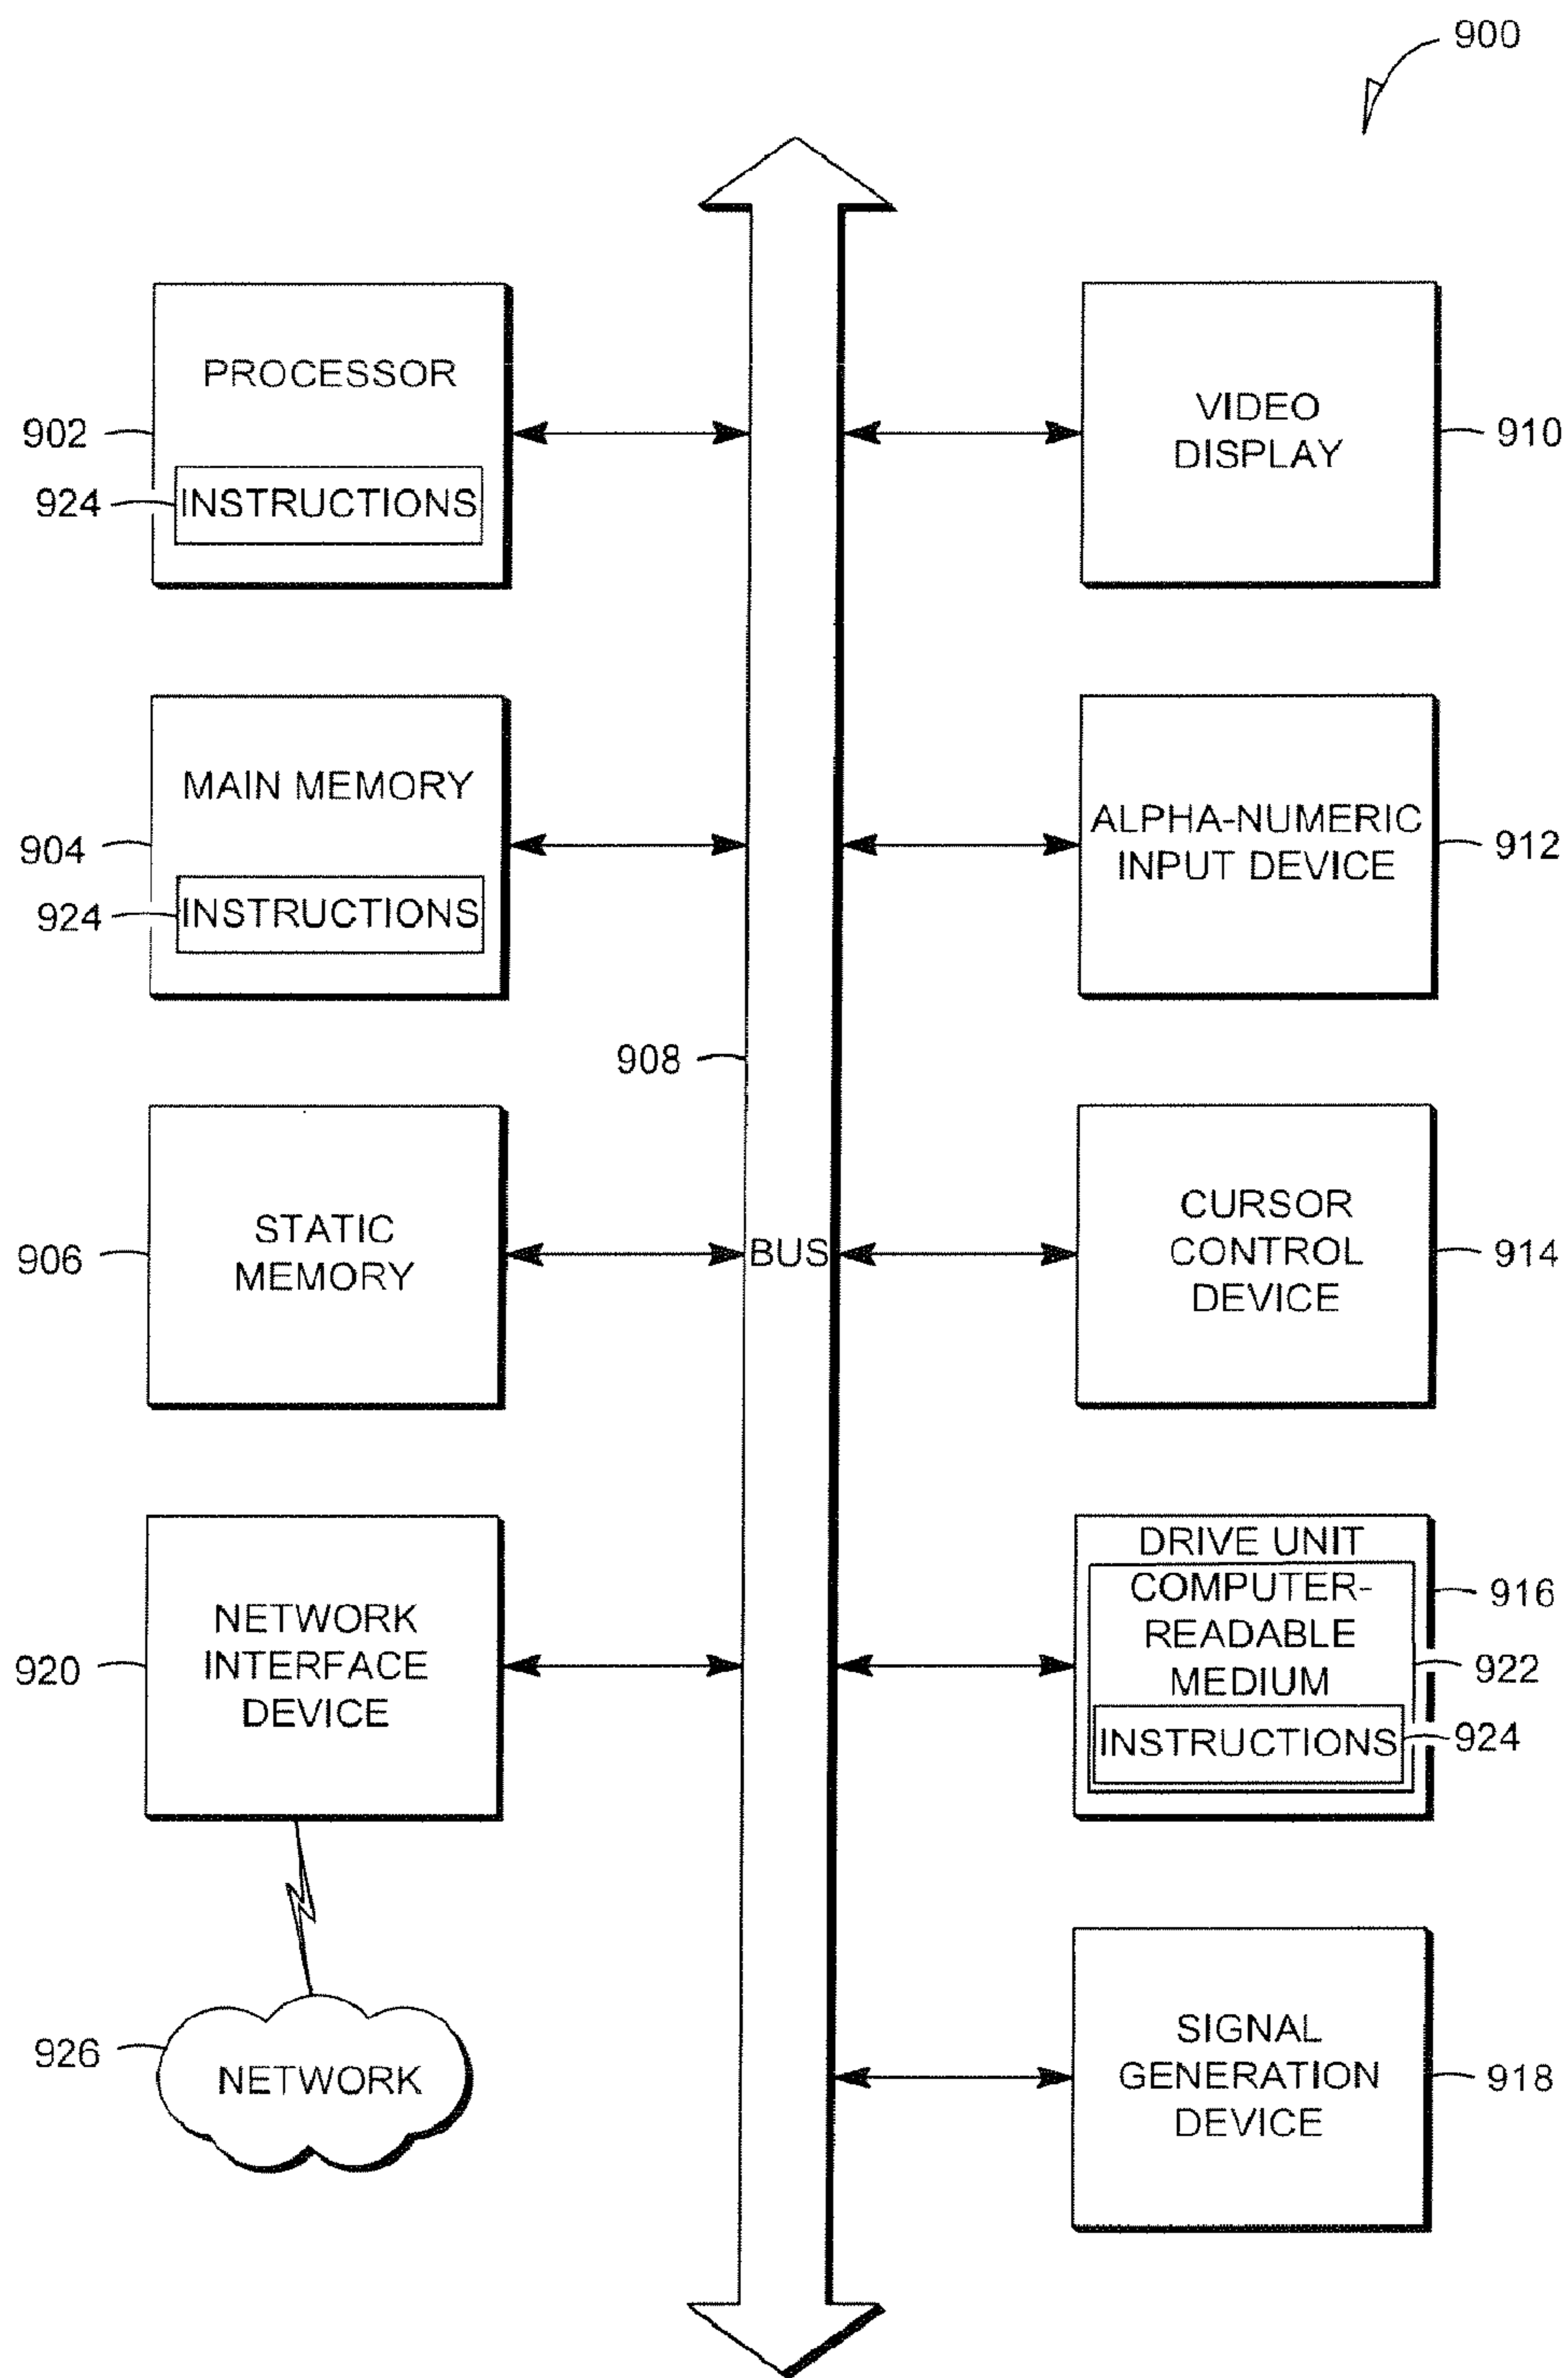 900
PROCESSOR
902
924
INSTRUCTIONS
MAIN MEMORY
904
924
INSTRUCTIONS
908
STATIC
MEMORY
906
NETWORK
INTERFACE
DEVICE
920
926
NETWORK
BUS
VIDEO
DISPLAY
910
ALPHA-NUMERIC
INPUT DEVICE
912
CURSOR
CONTROL
DEVICE
914
DRIVE UNIT
COMPUTER-
READABLE
MEDIUM
916
922
INSTRUCTIONS
924
SIGNAL
GENERATION
DEVICE
918